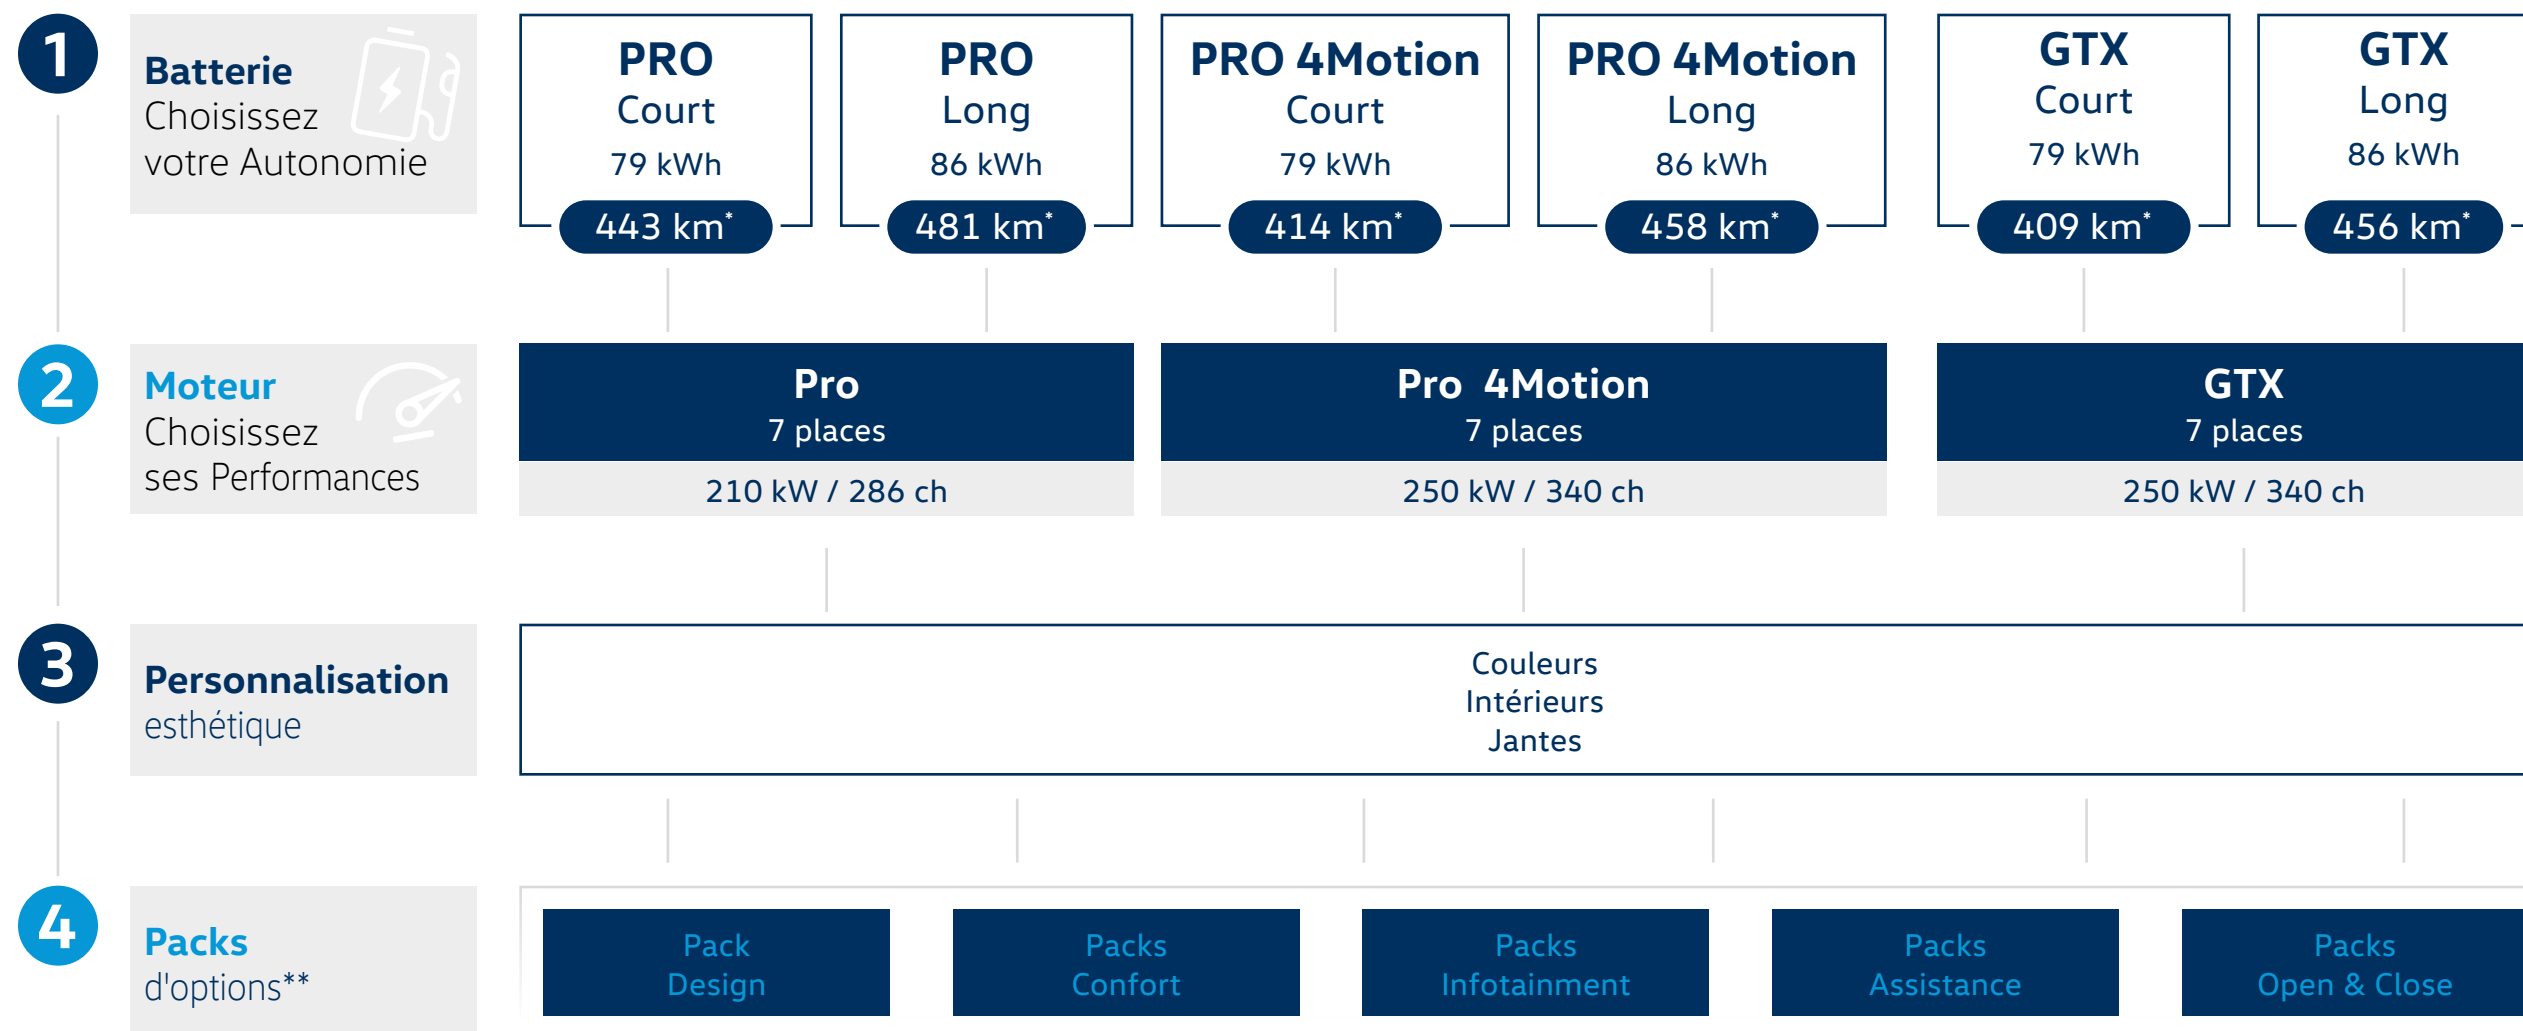 1
Batterie
Choisissez
votre Autonomie
PRO
Court
79 kWh
443 km*
PRO
Long
86 kWh
481 km*
PRO 4Motion
Court
79 kWh
414 km*
PRO 4Motion
Long
86 kWh
458 km*
GTX
Court
79 kWh
409 km*
GTX
Long
86 kWh
456 km*
2
Moteur
Choisissez
ses Performances
Pro
7 places
210 kW / 286 ch
Pro 4Motion
7 places
250 kW / 340 ch
GTX
7 places
250 kW / 340 ch
3
Personnalisation
esthétique
Couleurs
Intérieurs
Jantes
4
Packs
d'options**
Pack
Design
Packs
Confort
Packs
Infotainment
Packs
Assistance
Packs
Open & Close